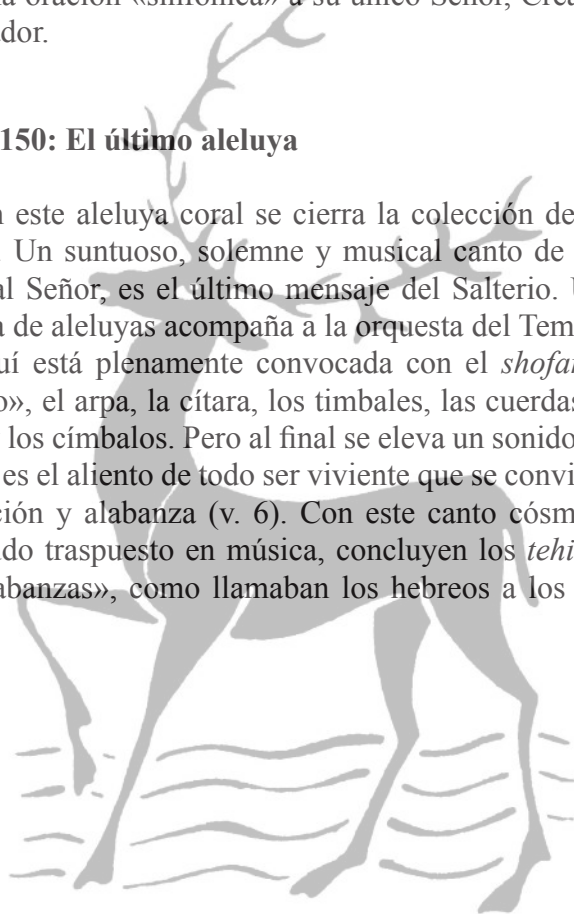 a oración «sinfónica» a su único Señor, Crea
ador.
150: El último aleluya
n este aleluya coral se cierra la colección de
. Un suntuoso, solemne y musical canto de
al Señor, es el último mensaje del Salterio. U
a de aleluyas acompaña a la orquesta del Tem
uí está plenamente convocada con el shofar
o», el arpa, la cítara, los timbales, las cuerdas
los címbalos. Pero al final se eleva un sonido
es el aliento de todo ser viviente que se convi
ción y alabanza (v. 6). Con este canto cósm
do traspuesto en música, concluyen los tehi
abanzas», como llamaban los hebreos a los